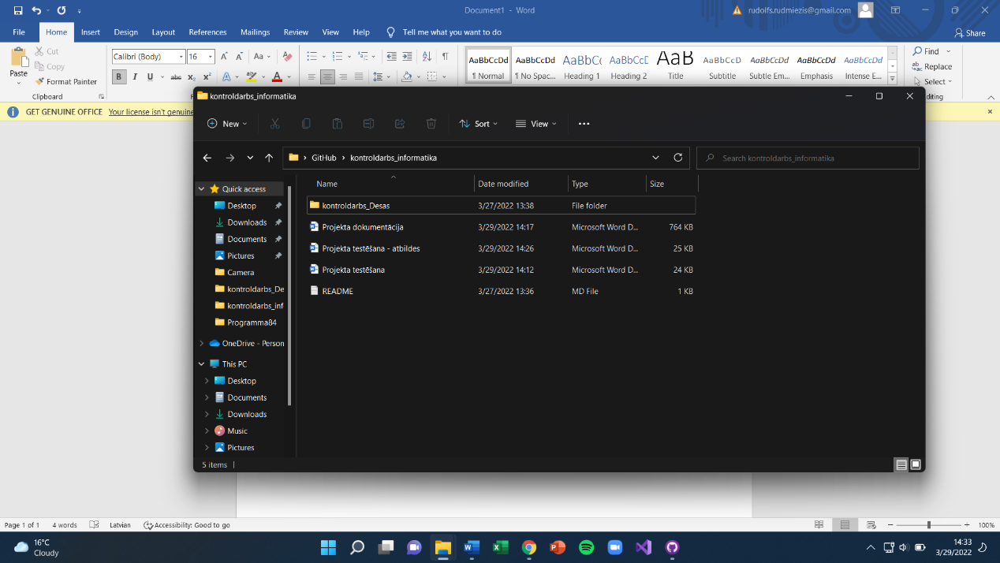 Document1 - Word
rudolfs.rudmiezis@gmail.com
File Home Insert Design Layout References Mailings Review View Help Tell me what you want to do
Share
Paste
Cut
Copy
Format Painter
Clipboard
Calibri (Body) 16 A A Aa
B I U abc X₂ X² A A
AaBbCcDd AaBbCcDd AaBbC( AaBbCcC AaB AaBbCcD AaBbCcDd AaBbCcDd AaBbCcDd
¶ Normal ¶ No Spac... Heading 1 Heading 2 Title Subtitle Subtle Em... Emphasis Intense E...
Find
Replace
Select
GET GENUINE OFFICE Your license isn't genuine
kontroldarbs_informatika
New
Sort
View
GitHub › kontroldarbs_informatika
Search kontroldarbs_informatika
Name Date modified Type Size
kontroldarbs_Desas 3/27/2022 13:38 File folder
Projekta dokumentācija 3/29/2022 14:17 Microsoft Word D... 764 KB
Projekta testēšana - atbildes 3/29/2022 14:26 Microsoft Word D... 25 KB
Projekta testēšana 3/29/2022 14:12 Microsoft Word D... 24 KB
README 3/27/2022 13:36 MD File 1 KB
Quick access
Desktop
Downloads
Documents
Pictures
Camera
kontroldarbs_De
kontroldarbs_inf
Programma84
OneDrive - Person
This PC
Desktop
Documents
Downloads
Music
Pictures
5 items
Page 1 of 1 4 words Latvian Accessibility: Good to go
100%
16°C
Cloudy
14:33
3/29/2022